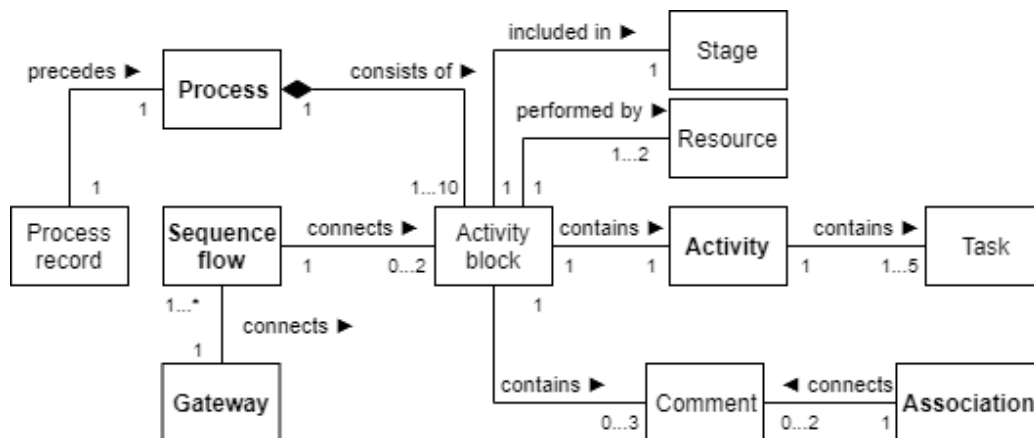 included in ►
Stage
1
precedes ►
Process
consists of ►
1
1
performed by ►
Resource
1...2
1
1...10
1
1
Process
record
Sequence
flow
connects ►
1
0...2
Activity
block
contains ►
1
1
Activity
contains ►
1
1...5
Task
1...*
connects ►
1
1
Gateway
contains ►
0...3
Comment
◄ connects
0...2
1
Association